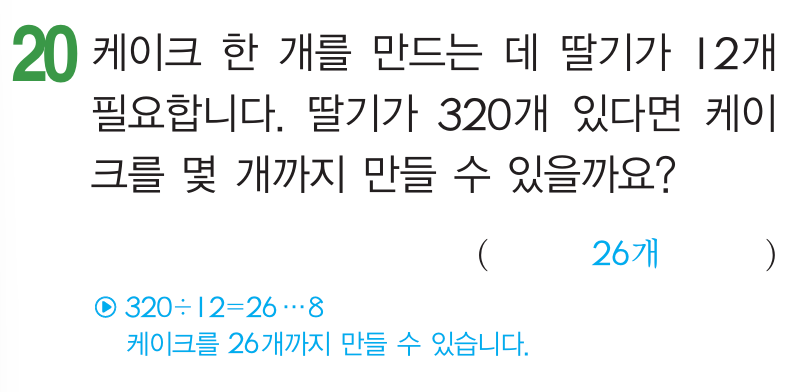 20 케이크 한 개를 만드는 데 딸기가 12개
필요합니다. 딸기가 320개 있다면 케이
크를 몇 개까지 만들 수 있을까요?
( 26개 )
320÷12=26…8
케이크를 26개까지 만들 수 있습니다.